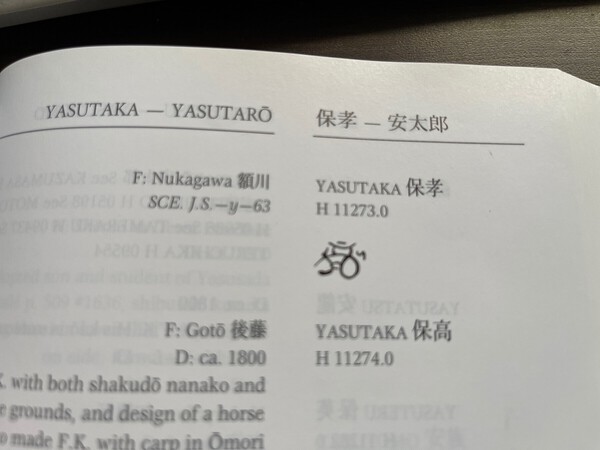 YASUTAKA — YASUTARŌ
保孝 — 安太郎
F: Nukagawa 額川
SCE. J.S.—y—63
YASUTAKA 保孝
H 11273.0
F: Gotō 後藤
D: ca. 1800
YASUTAKA 保高
H 11274.0
K. with both shakudō nanako and
grounds, and design of a horse
made F.K. with carp in Ōmori